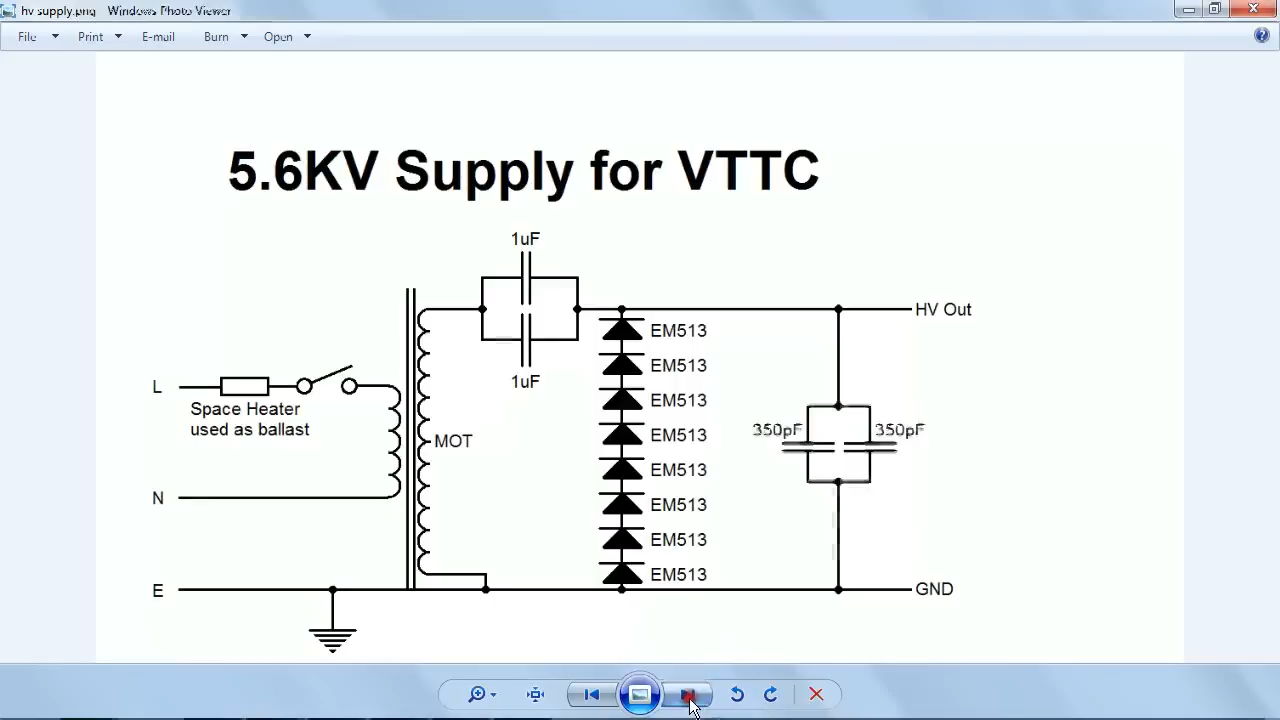 hv supply.png - Windows Photo Viewer
File Print E-mail Burn Open
5.6KV Supply for VTTC
1uF
1uF
L
Space Heater
used as ballast
N
E
MOT
EM513
EM513
EM513
EM513
EM513
EM513
EM513
EM513
350pF
350pF
HV Out
GND